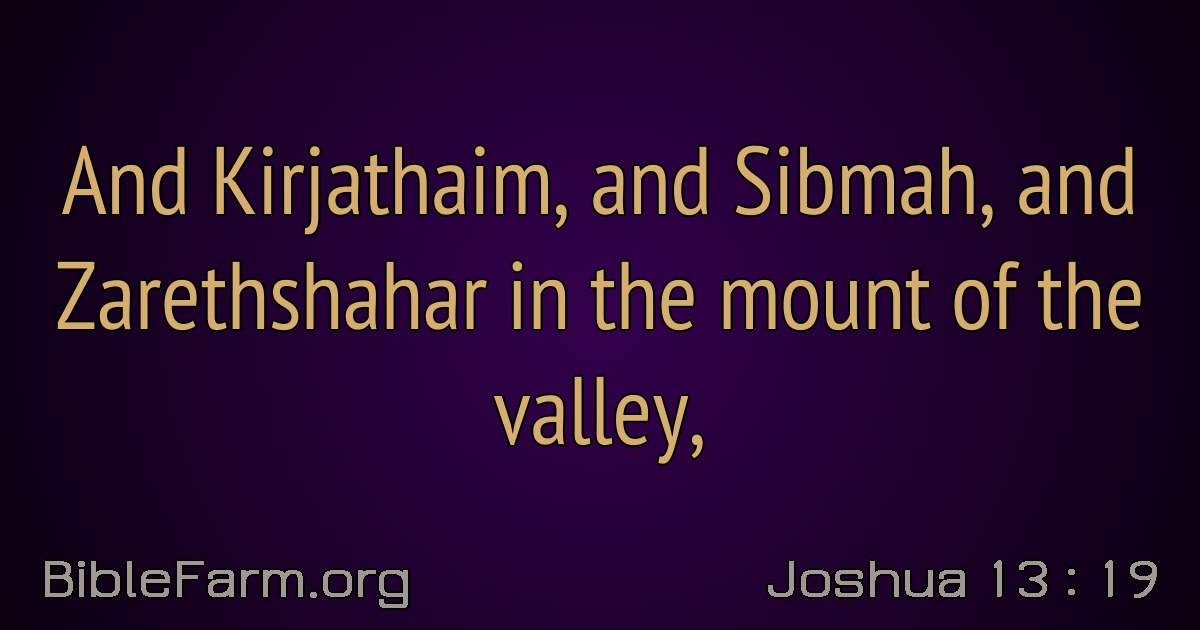 And Kirjathaim, and Sibmah, and
Zarethshahar in the mount of the
valley,
BibleFarm.org
Joshua 13 : 19